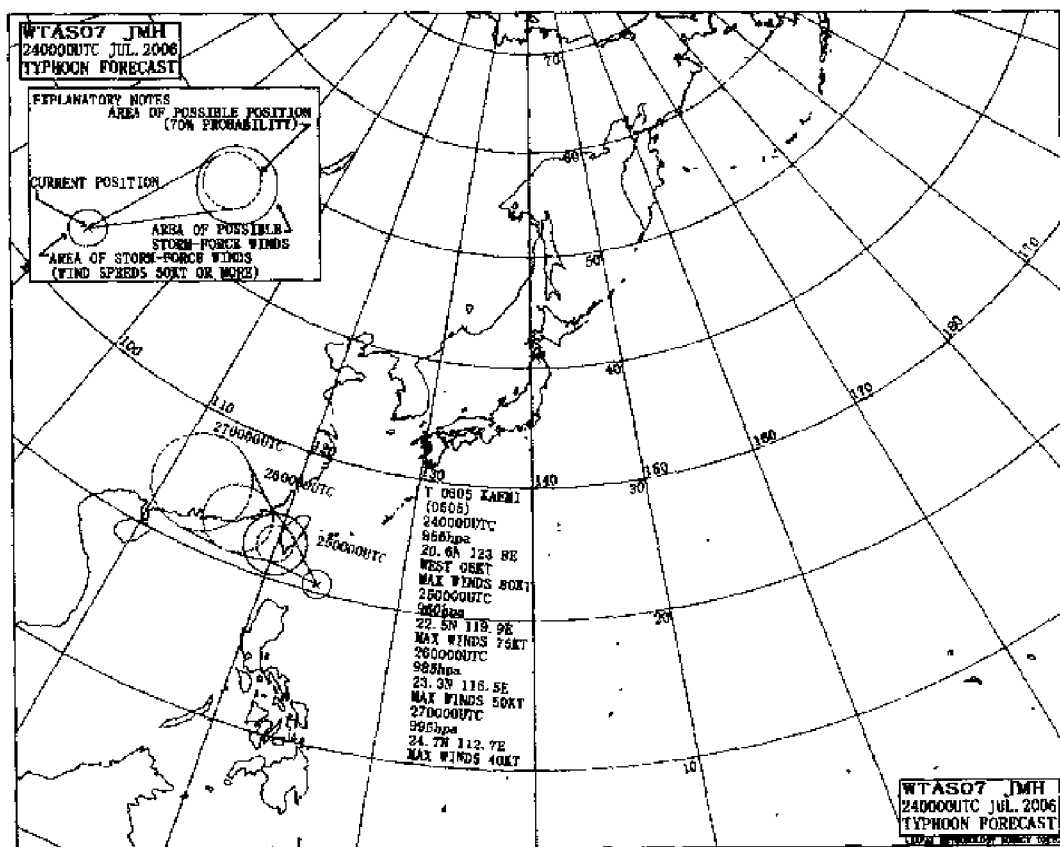 WTAS07 JMH
240000UTC JUL.2006
TYPHOON FORECAST
EXPLANATORY NOTES
AREA OF POSSIBLE POSITION
(70% PROBABILITY)
CURRENT POSITION
AREA OF POSSIBLE
STORM-FORCE WINDS
AREA OF STORM-FORCE WINDS
(WIND SPEEDS 50KT OR MORE)
70
60
50
170
180
100
40
170
110
160
270000UTC
120
150
260000UTC
130
140
30
250000UTC
T 0605 KAEMI
(0605)
240000UTC
955hpa
20.6N 123.8E
WEST 08KT
MAX WINDS 80KT
250000UTC
960hpa
22.5N 119.9E
MAX WINDS 75KT
260000UTC
985hpa
23.3N 116.5E
MAX WINDS 50KT
270000UTC
995hpa
24.7N 112.7E
MAX WINDS 40KT
20
10
WTAS07 JMH
240000UTC JUL.2006
TYPHOON FORECAST